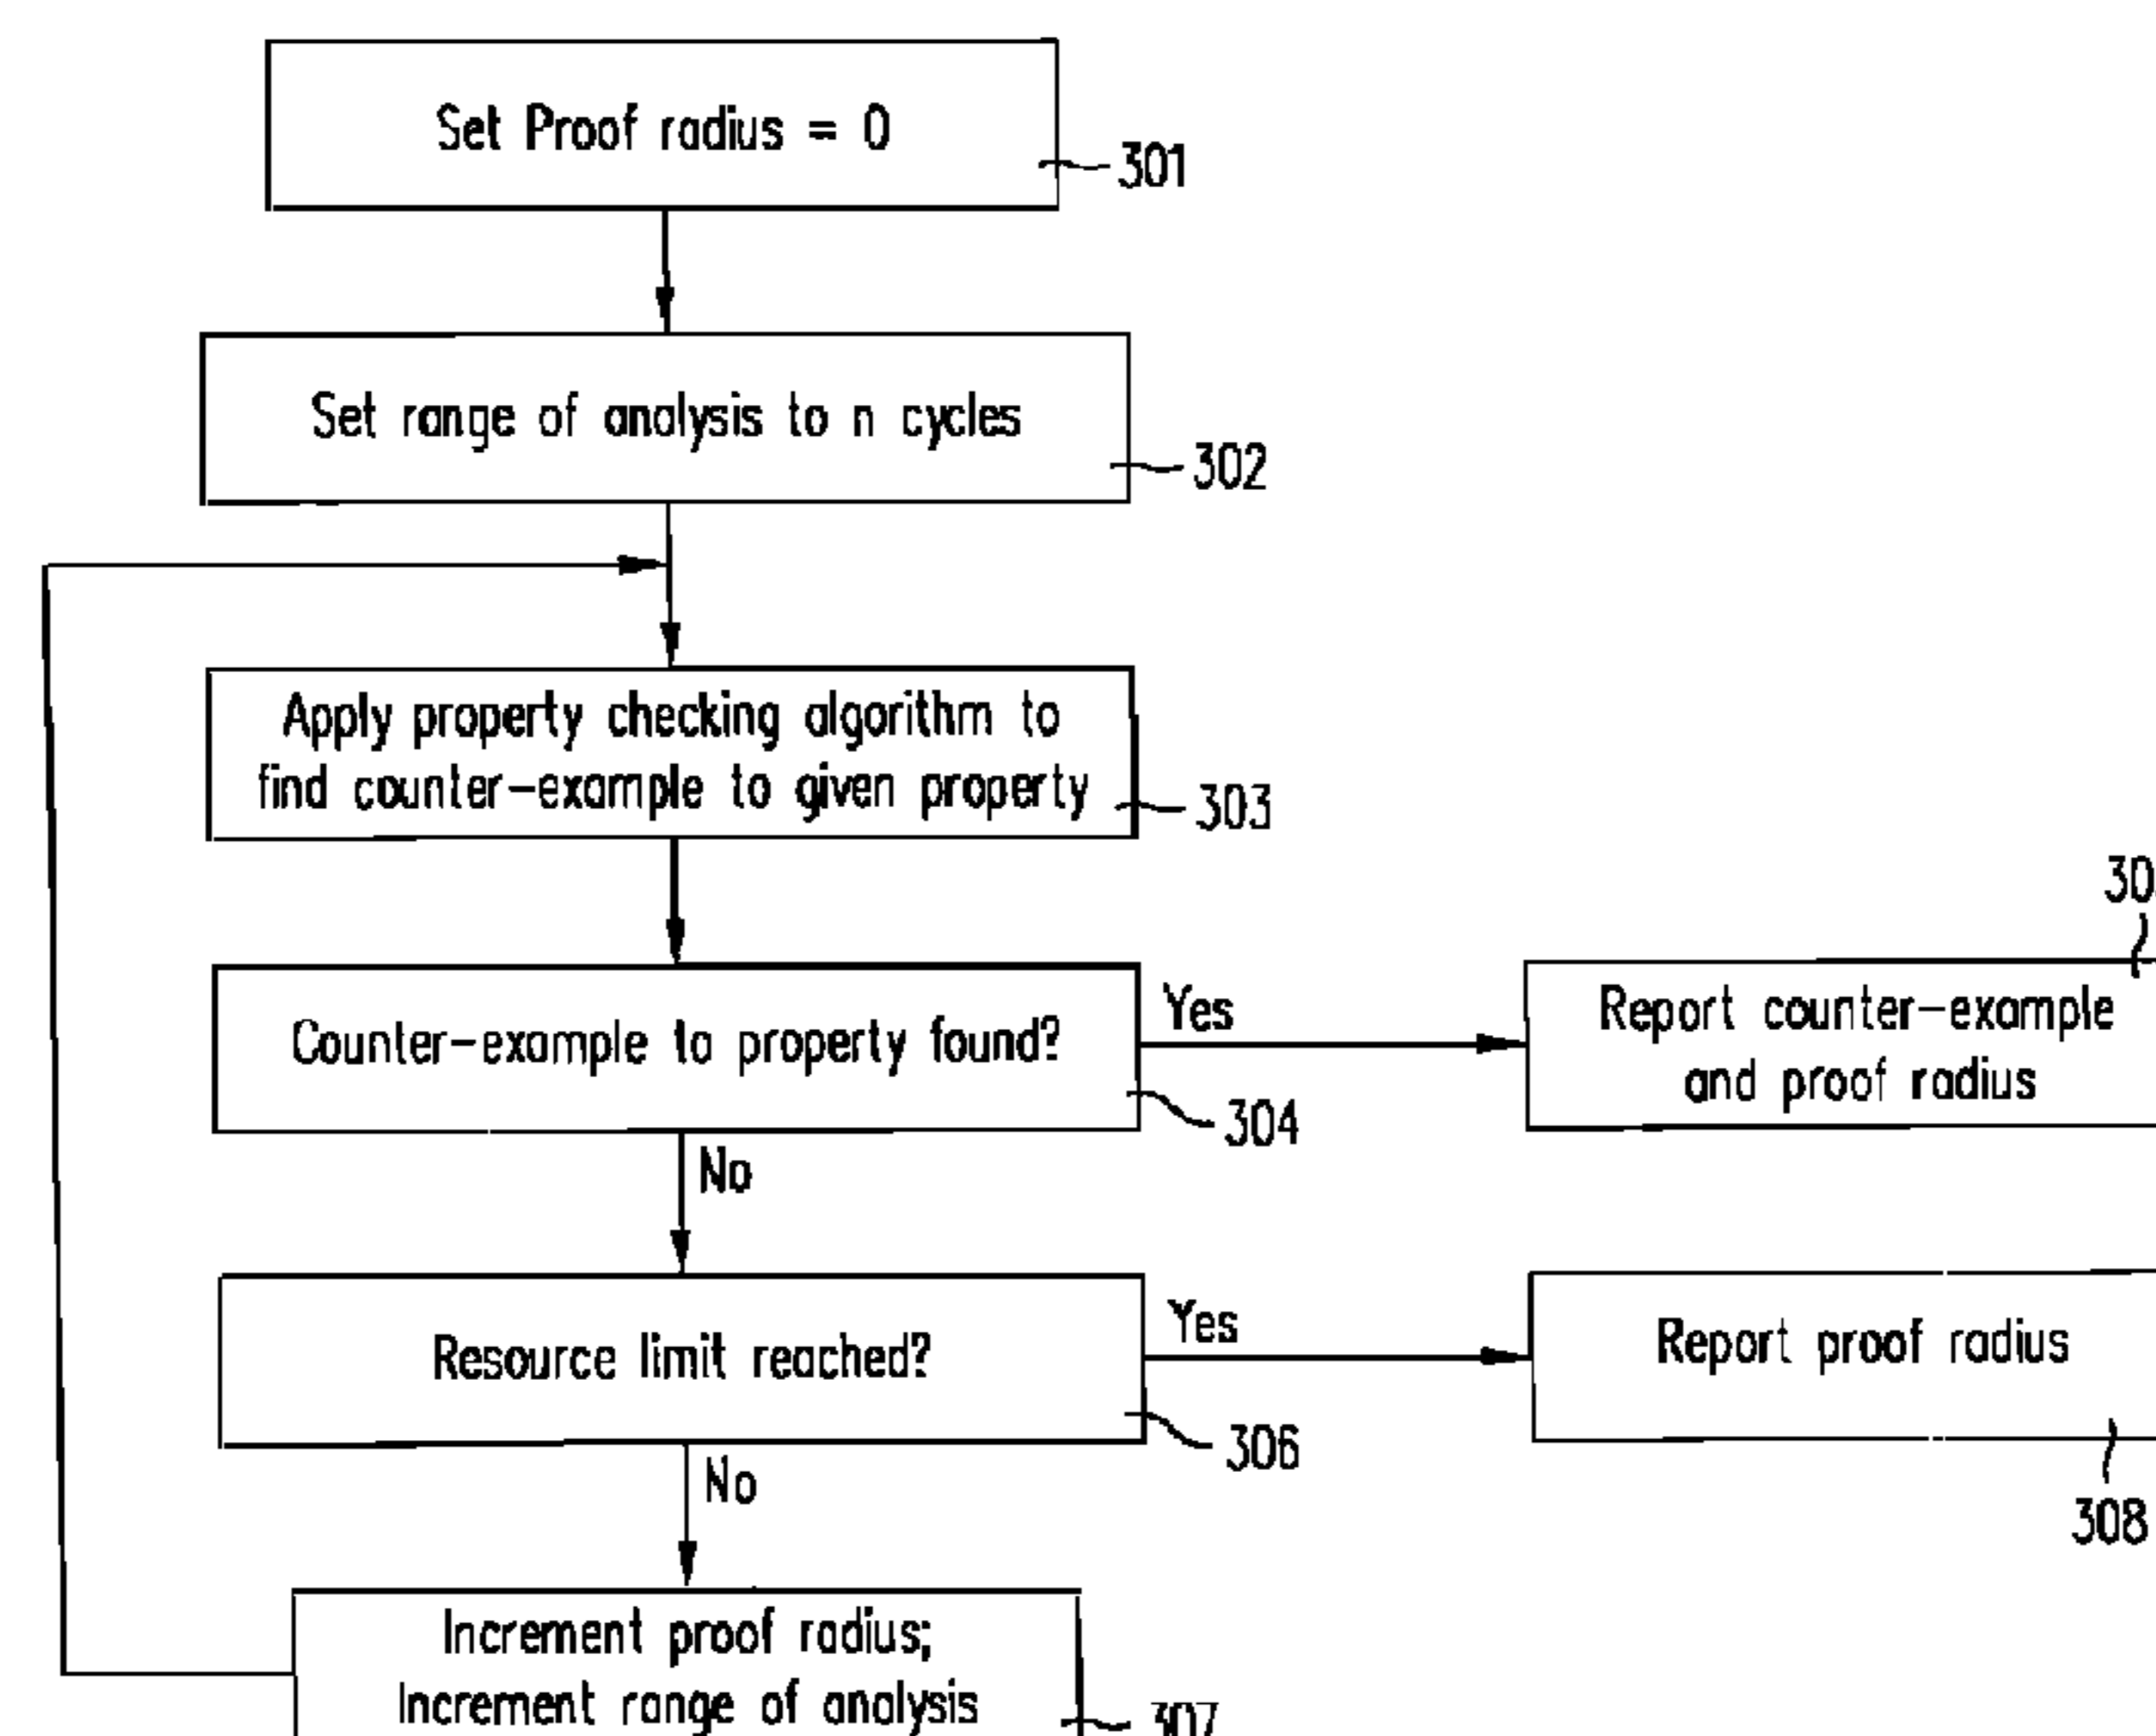 Set Proof radius = 0
301
Set range of analysis to n cycles
302
Apply property checking algorithm to
find counter-example to given property
303
30
Counter-example to property found?
Yes
304
Report counter-example
and proof radius
No
Resource limit reached?
Yes
306
Report proof radius
308
No
Increment proof radius;
Increment range of analysis
307